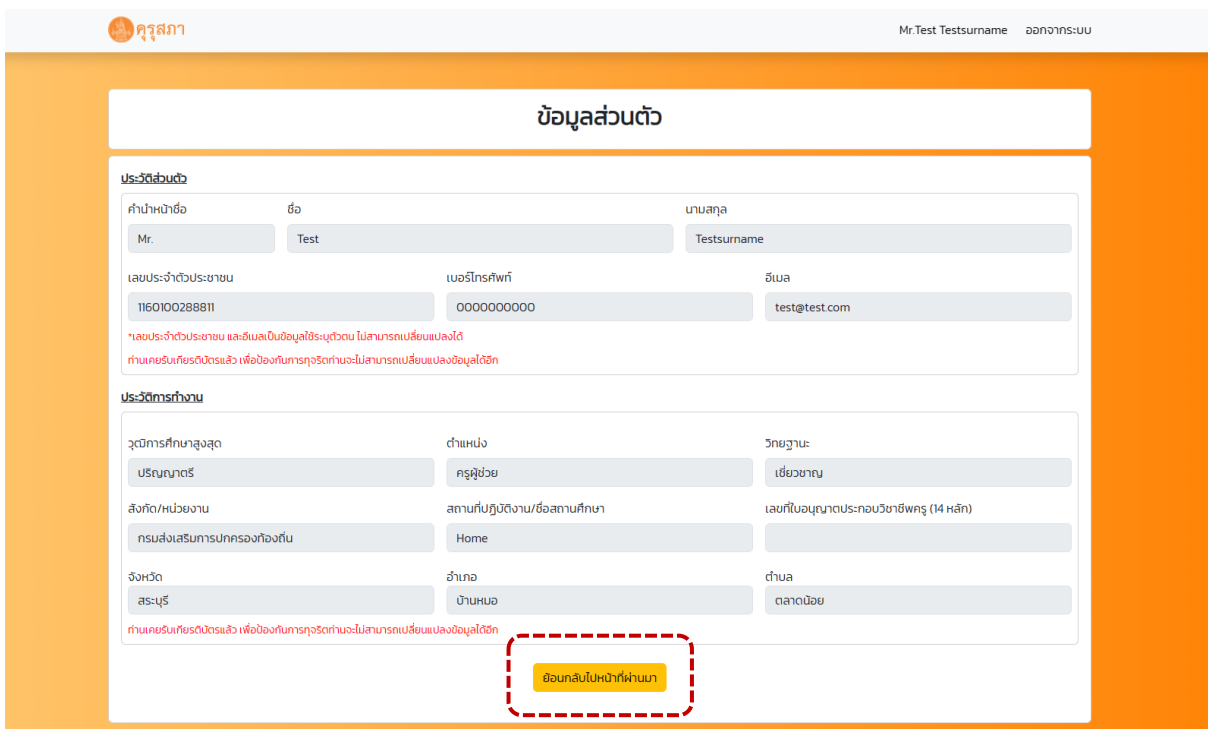 คุรุสภา Mr.Test Testsurname ออกจากระบบ
ข้อมูลส่วนตัว
ประวัติส่วนตัว
คำนำหน้าชื่อ ชื่อ นามสกุล
Mr. Test Testsurname
เลขประจำตัวประชาชน เบอร์โทรศัพท์ อีเมล
1160100288811 0000000000 test@test.com
*เลขประจำตัวประชาชน และอีเมลเป็นข้อมูลใช้ระบุตัวตน ไม่สามารถเปลี่ยนแปลงได้
ท่านเคยรับเกียรติบัตรแล้ว เพื่อป้องกันการทุจริตท่านจะไม่สามารถเปลี่ยนแปลงข้อมูลได้อีก
ประวัติการทำงาน
วุฒิการศึกษาสูงสุด ตำแหน่ง วิทยฐานะ
ปริญญาตรี ครูผู้ช่วย เชี่ยวชาญ
สังกัด/หน่วยงาน สถานที่ปฏิบัติงาน/ชื่อสถานศึกษา เลขที่ใบอนุญาตประกอบวิชาชีพครู (14 หลัก)
กรมส่งเสริมการปกครองท้องถิ่น Home
จังหวัด อำเภอ ตำบล
สระบุรี บ้านหมอ ตลาดน้อย
ท่านเคยรับเกียรติบัตรแล้ว เพื่อป้องกันการทุจริตท่านจะไม่สามารถเปลี่ยนแปลงข้อมูลได้อีก
ย้อนกลับไปหน้าที่ผ่านมา